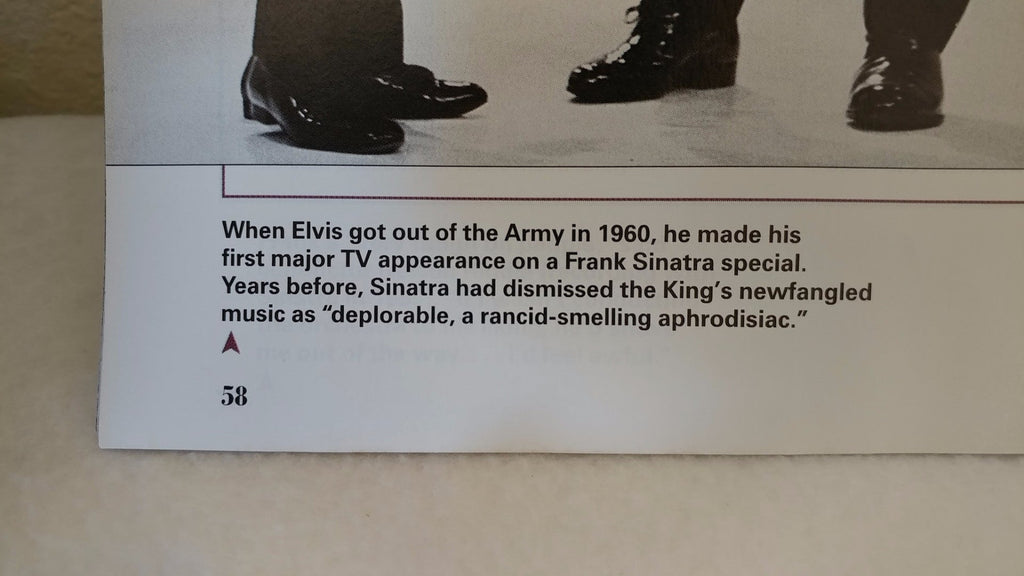 When Elvis got out of the Army in 1960, he made his
first major TV appearance on a Frank Sinatra special.
Years before, Sinatra had dismissed the King's newfangled
music as “deplorable, a rancid-smelling aphrodisiac.”
58